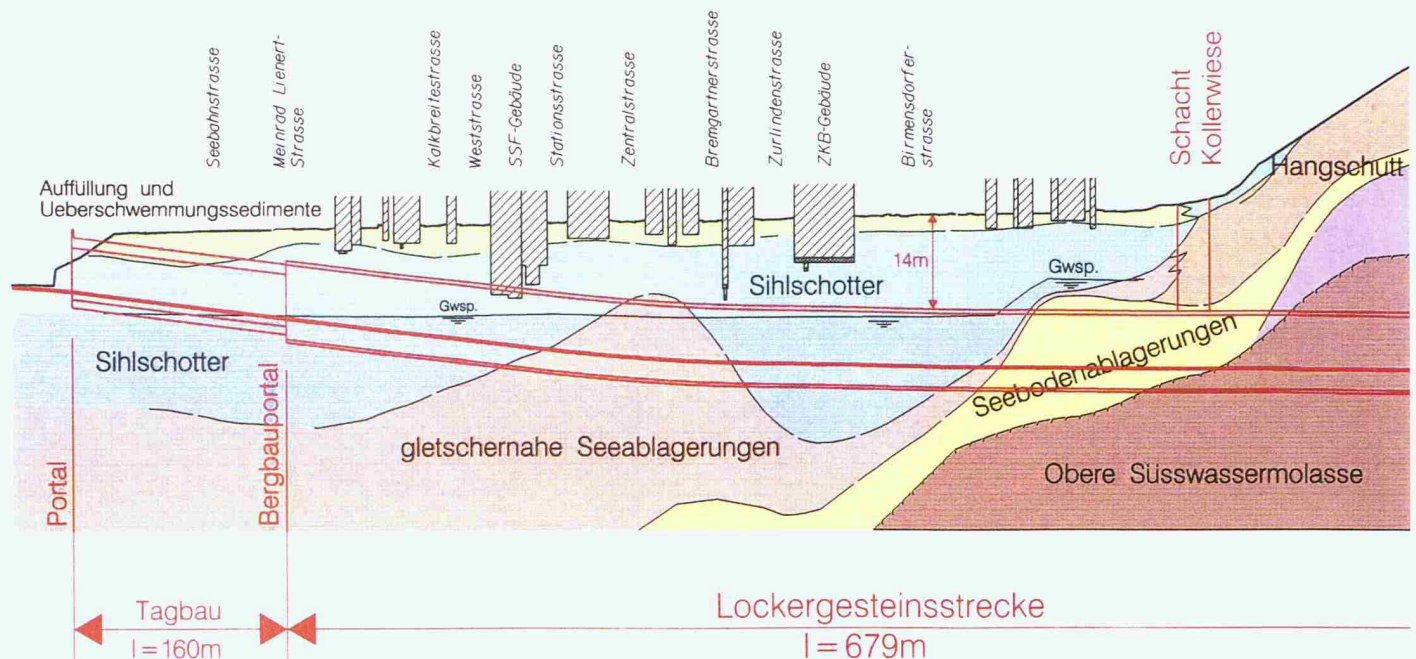 Seebahnstrasse
Meinrad Lienert-
Strasse
Kalkbreitestrasse
Weststrasse
SSF-Gebäude
Stationsstrasse
Zentralstrasse
Bremgartnerstrasse
Zurlindenstrasse
ZKB-Gebäude
Birmensdorfer-
strasse
Schacht
Kollerwiese
Auffüllung und
Ueberschwemmungssedimente
Hangschutt
14m
Gwsp.
Sihlschotter
Gwsp.
Sihlschotter
Seebodenablagerungen
gletschernahe Seeablagerungen
Obere Süsswassermolasse
Portal
Bergbauportal
Tagbau
l = 160m
Lockergesteinsstrecke
l = 679m